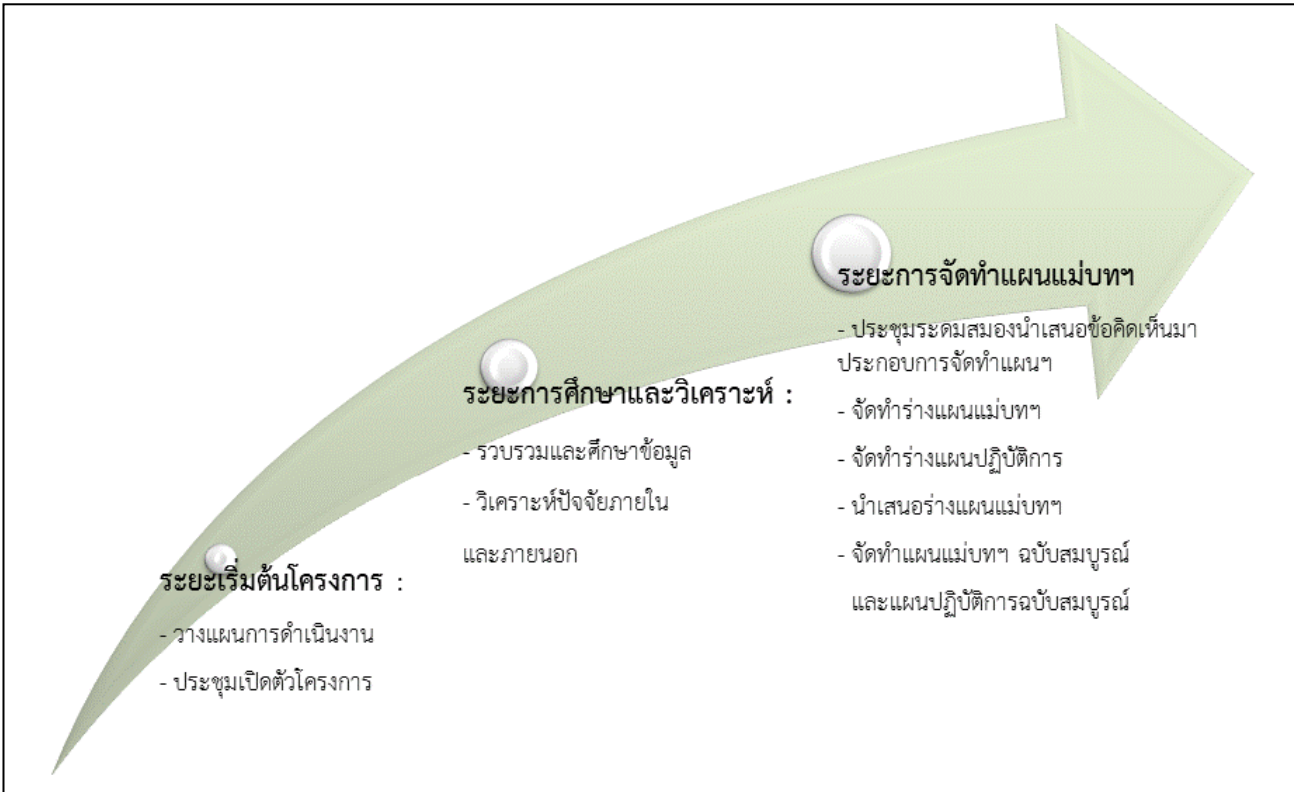 ระยะเริ่มต้นโครงการ :
- วางแผนการดำเนินงาน
- ประชุมเปิดตัวโครงการ
ระยะการศึกษาและวิเคราะห์ :
- รวบรวมและศึกษาข้อมูล
- วิเคราะห์ปัจจัยภายใน
และภายนอก
ระยะการจัดทำแผนแม่บทฯ
- ประชุมระดมสมองนำเสนอข้อคิดเห็นมา
ประกอบการจัดทำแผนฯ
- จัดทำร่างแผนแม่บทฯ
- จัดทำร่างแผนปฏิบัติการ
- นำเสนอร่างแผนแม่บทฯ
- จัดทำแผนแม่บทฯ ฉบับสมบูรณ์
และแผนปฏิบัติการฉบับสมบูรณ์